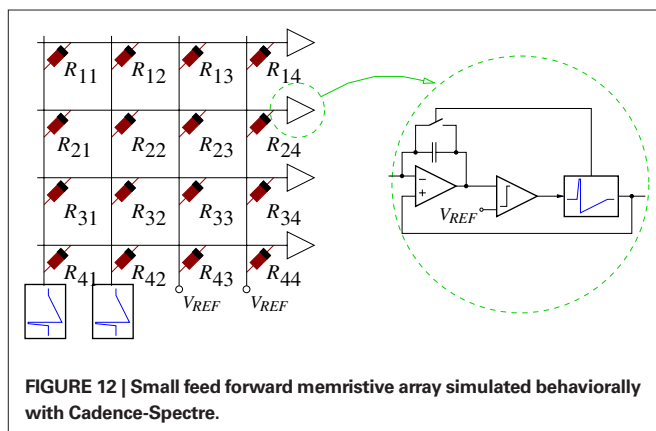 R11 R12 R13 R14
R21 R22 R23 R24
R31 R32 R33 R34
R41 R42 R43 R44
VREF VREF
−
+
VREF
FIGURE 12 | Small feed forward memristive array simulated behaviorally
with Cadence-Spectre.